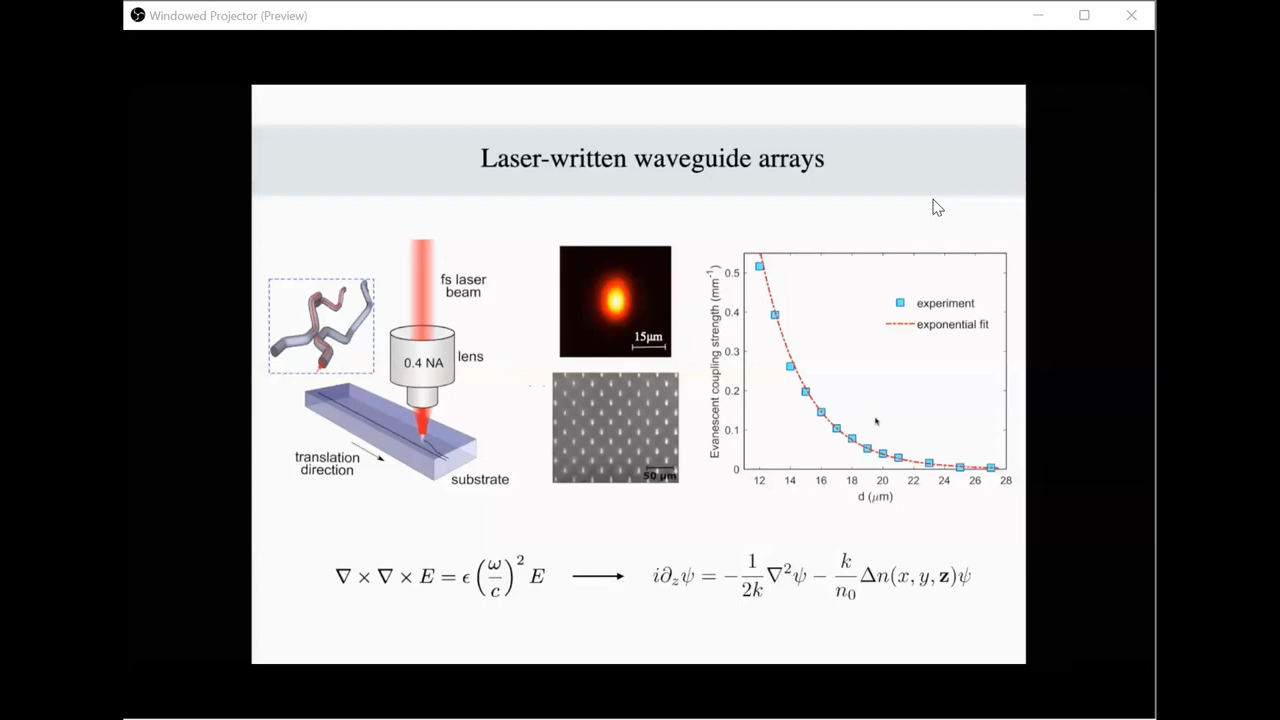 Windowed Projector (Preview)
Laser-written waveguide arrays
fs laser
beam
0.4 NA
lens
translation
direction
substrate
15μm
50 μm
Evanescent coupling strength (mm⁻¹)
0.5
0.4
0.3
0.2
0.1
0
experiment
exponential fit
12 14 16 18 20 22 24 26 28
d (μm)
∇ × ∇ × E = ϵ (ω/c)² E ⟶ i∂_zψ = −1/2k ∇²ψ − k/n₀ Δn(x, y, z)ψ